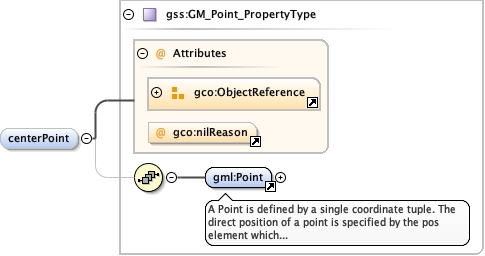 gss:GM_Point_PropertyType
@ Attributes
gco:ObjectReference
@ gco:nilReason
centerPoint
gml:Point
A Point is defined by a single coordinate tuple. The
direct position of a point is specified by the pos
element which...